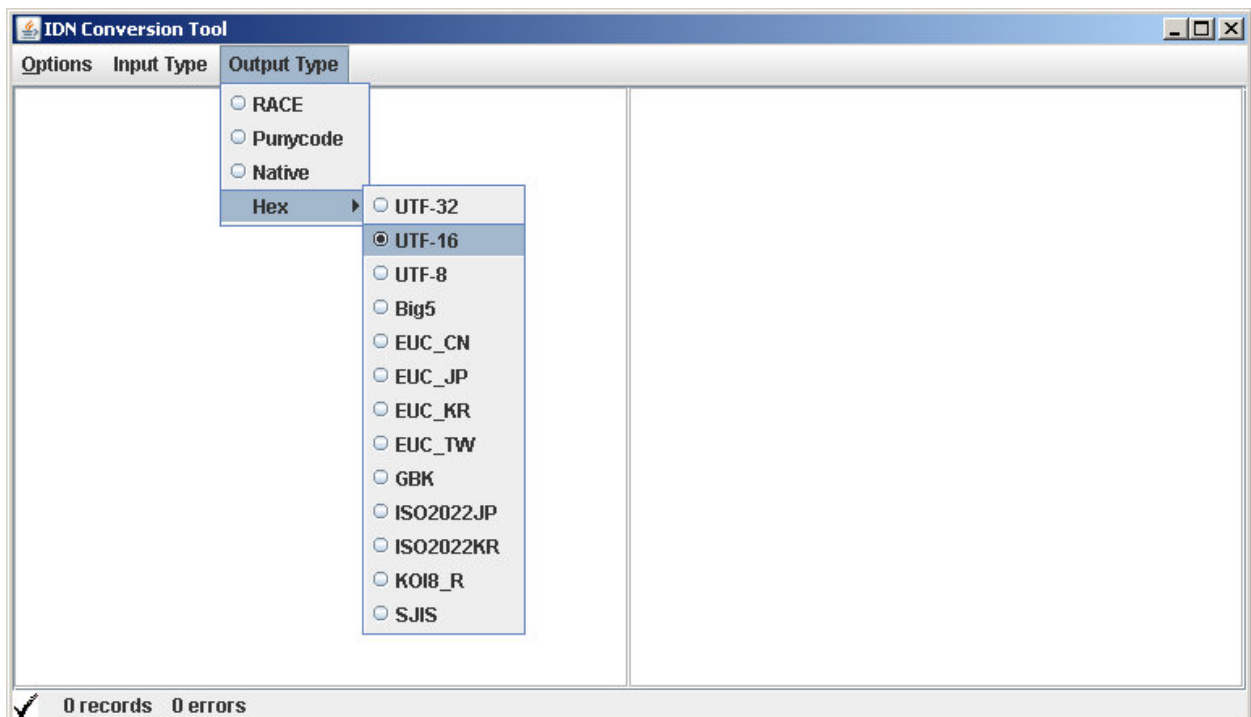 IDN Conversion Tool
Options Input Type Output Type
RACE
Punycode
Native
Hex
UTF-32
UTF-16
UTF-8
Big5
EUC_CN
EUC_JP
EUC_KR
EUC_TW
GBK
ISO2022JP
ISO2022KR
KOI8_R
SJIS
0 records 0 errors